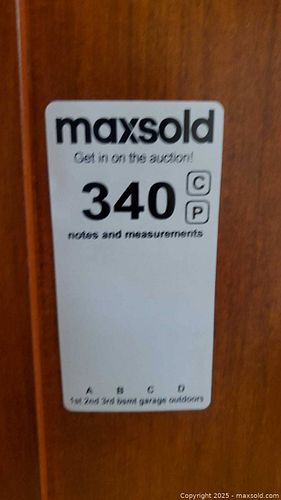 maxsold
Get in on the auction!
340
C
P
notes and measurements
A B C D
1st 2nd 3rd bsmt garage outdoors
Copyright 2025 - maxsold.com